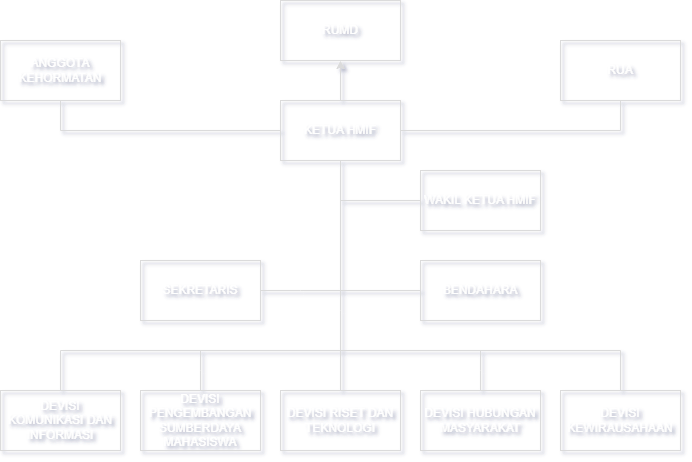 RUMD
ANGGOTA
KEHORMATAN
RUA
KETUA HMIF
WAKIL KETUA HMIF
SEKRETARIS
BENDAHARA
DEVISI
KOMUNIKASI DAN
INFORMASI
DEVISI
PENGEMBANGAN
SUMBERDAYA
MAHASISWA
DEVISI RISET DAN
TEKNOLOGI
DEVISI HUBUNGAN
MASYARAKAT
DEVISI
KEWIRAUSAHAAN